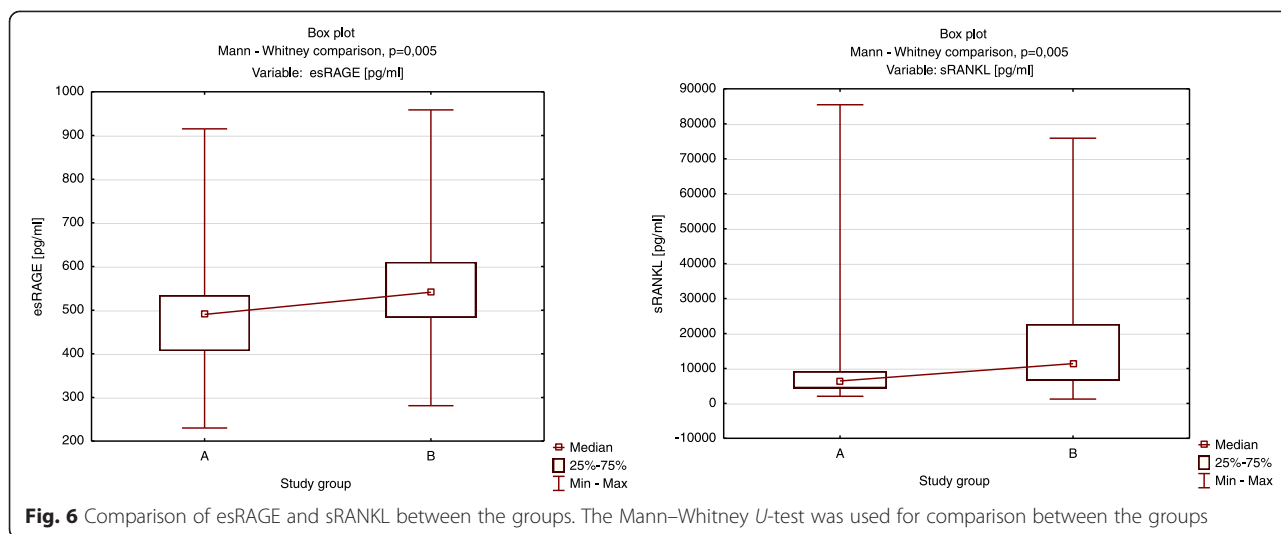 Box plot
Mann - Whitney comparison, p=0,005
Variable: esRAGE [pg/ml]
1000
900
800
700
600
500
400
300
200
esRAGE [pg/ml]
A
B
Study group
Median
25%-75%
Min - Max
Box plot
Mann - Whitney comparison, p=0,005
Variable: sRANKL [pg/ml]
90000
80000
70000
60000
50000
40000
30000
20000
10000
0
-10000
sRANKL [pg/ml]
A
B
Study group
Median
25%-75%
Min - Max
Fig. 6 Comparison of esRAGE and sRANKL between the groups. The Mann–Whitney U-test was used for comparison between the groups